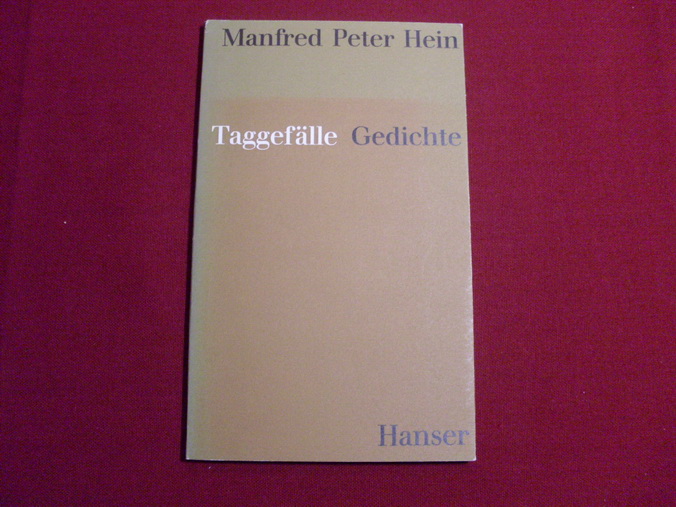 Manfred Peter Hein
Taggefälle Gedichte
Hanser